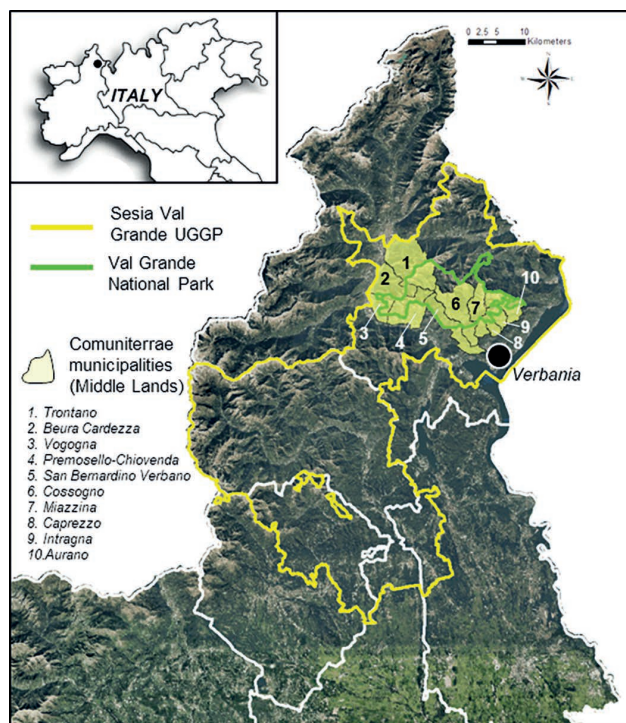 ITALY
0 2.5 5 10
Kilometers
N
W E
S
Sesia Val
Grande UGGP
Val Grande
National Park
Comuniterrae
municipalities
(Middle Lands)
1. Trontano
2. Beura Cardezza
3. Vogogna
4. Premosello-Chiovenda
5. San Bernardino Verbano
6. Cossogno
7. Miazzina
8. Caprezzo
9. Intragna
10.Aurano
1
2
10
6 7
3
4
5
9
8
Verbania